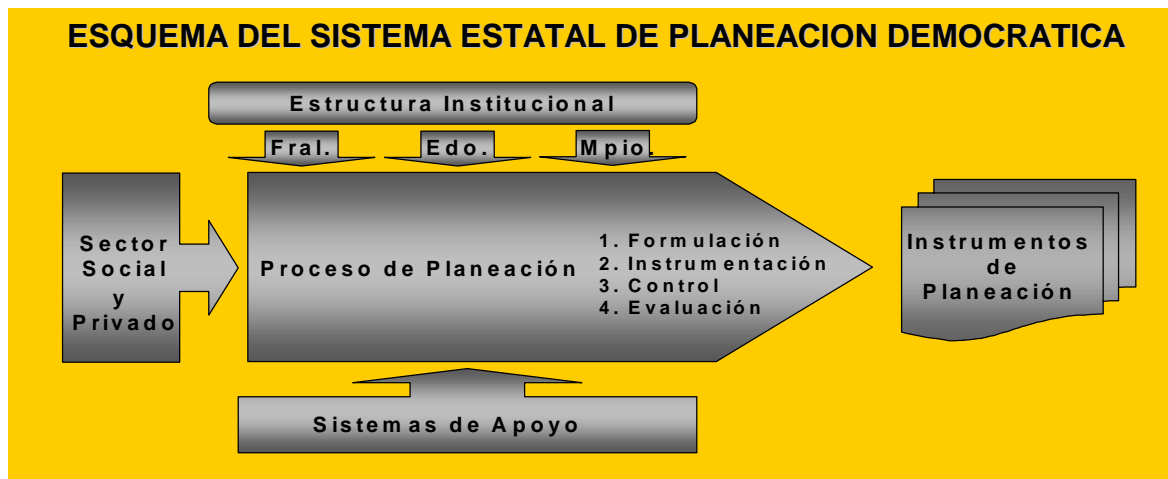 ESQUEMA DEL SISTEMA ESTATAL DE PLANEACION DEMOCRATICA
Estructura Institucional
Fral. Edo. Mpio.
Sector
Social
y
Privado
Proceso de Planeación
1. Formulación
2. Instrumentación
3. Control
4. Evaluación
Instrumentos
de
Planeación
Sistemas de Apoyo